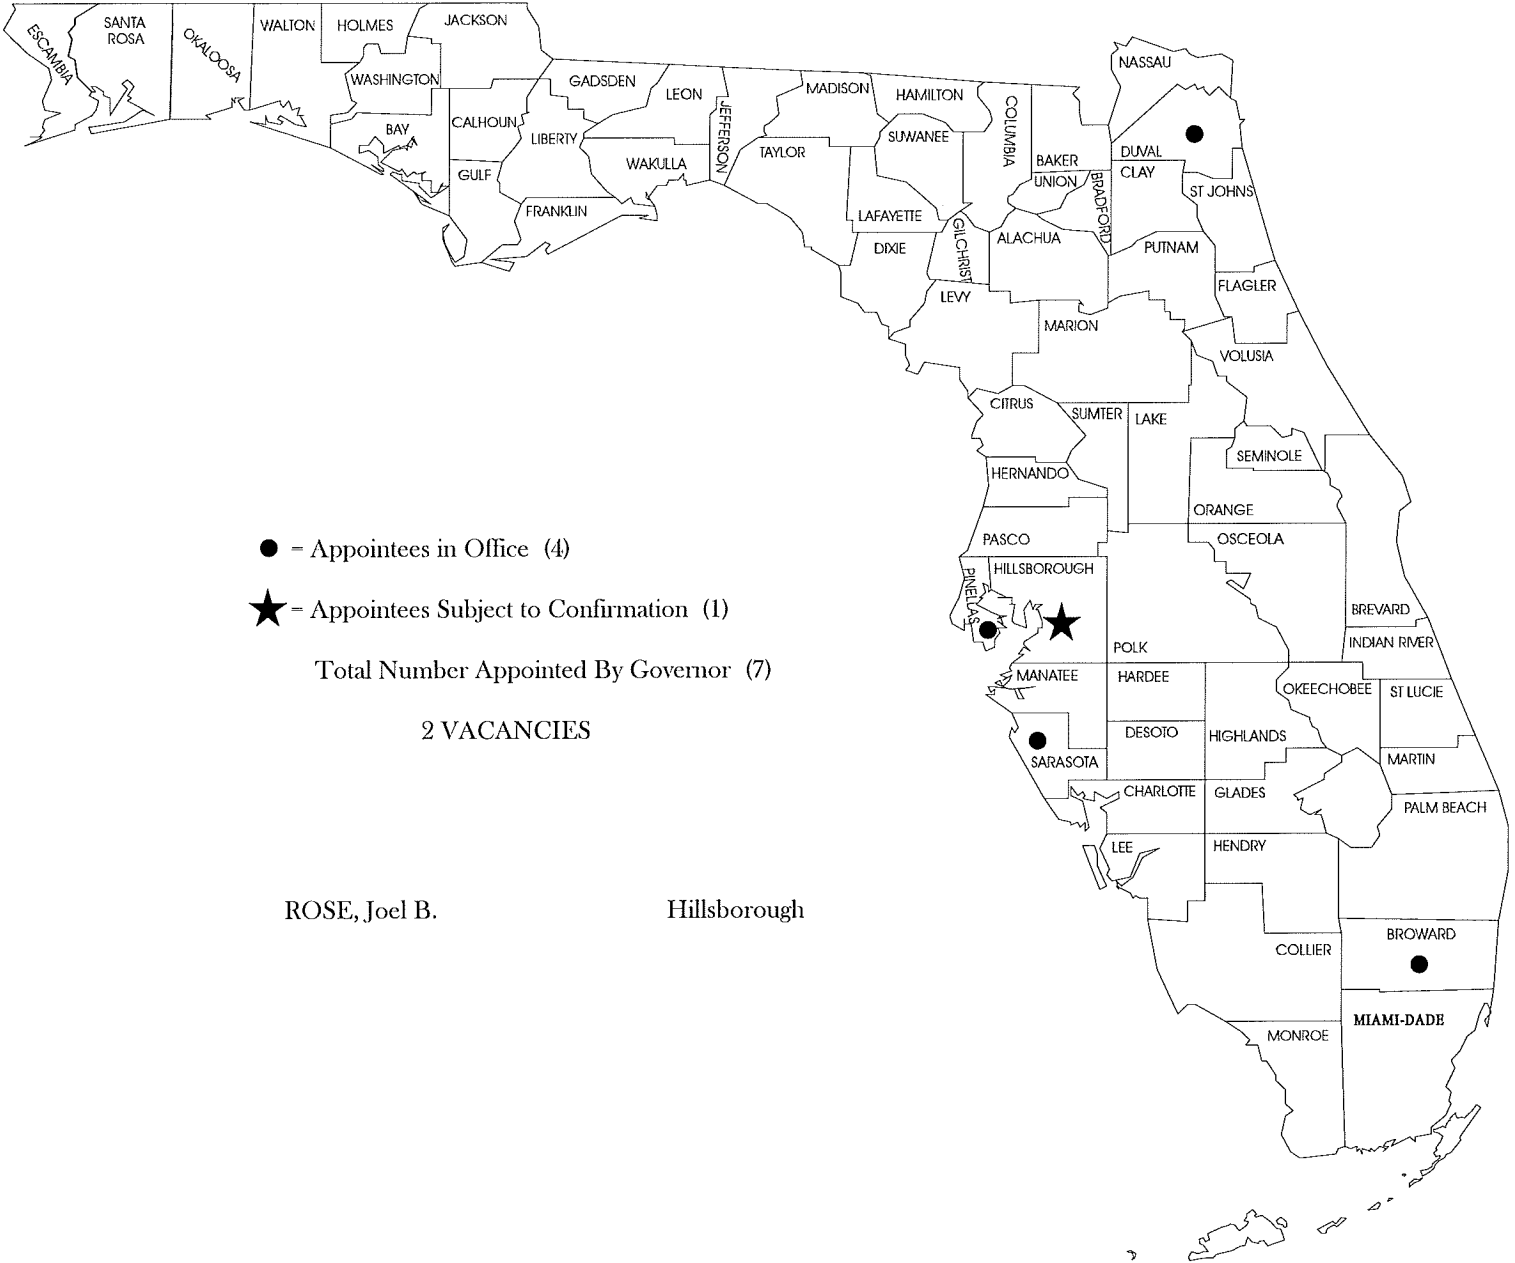 ESCAMBIA
SANTA
ROSA
OKALOOSA
WALTON
HOLMES
JACKSON
WASHINGTON
BAY
CALHOUN
GULF
LIBERTY
GADSDEN
FRANKLIN
LEON
WAKULLA
JEFFERSON
MADISON
TAYLOR
HAMILTON
SUWANEE
LAFAYETTE
DIXIE
COLUMBIA
GILCHRIST
LEVY
NASSAU
BAKER
UNION
BRADFORD
DUVAL
CLAY
ST JOHNS
ALACHUA
PUTNAM
FLAGLER
MARION
VOLUSIA
CITRUS
SUMTER
LAKE
SEMINOLE
HERNANDO
ORANGE
PASCO
OSCEOLA
PINELLAS
HILLSBOROUGH
POLK
BREVARD
INDIAN RIVER
MANATEE
HARDEE
OKEECHOBEE
ST LUCIE
DESOTO
HIGHLANDS
SARASOTA
MARTIN
CHARLOTTE
GLADES
PALM BEACH
LEE
HENDRY
COLLIER
BROWARD
MIAMI-DADE
MONROE
= Appointees in Office (4)
= Appointees Subject to Confirmation (1)
Total Number Appointed By Governor (7)
2 VACANCIES
ROSE, Joel B. Hillsborough